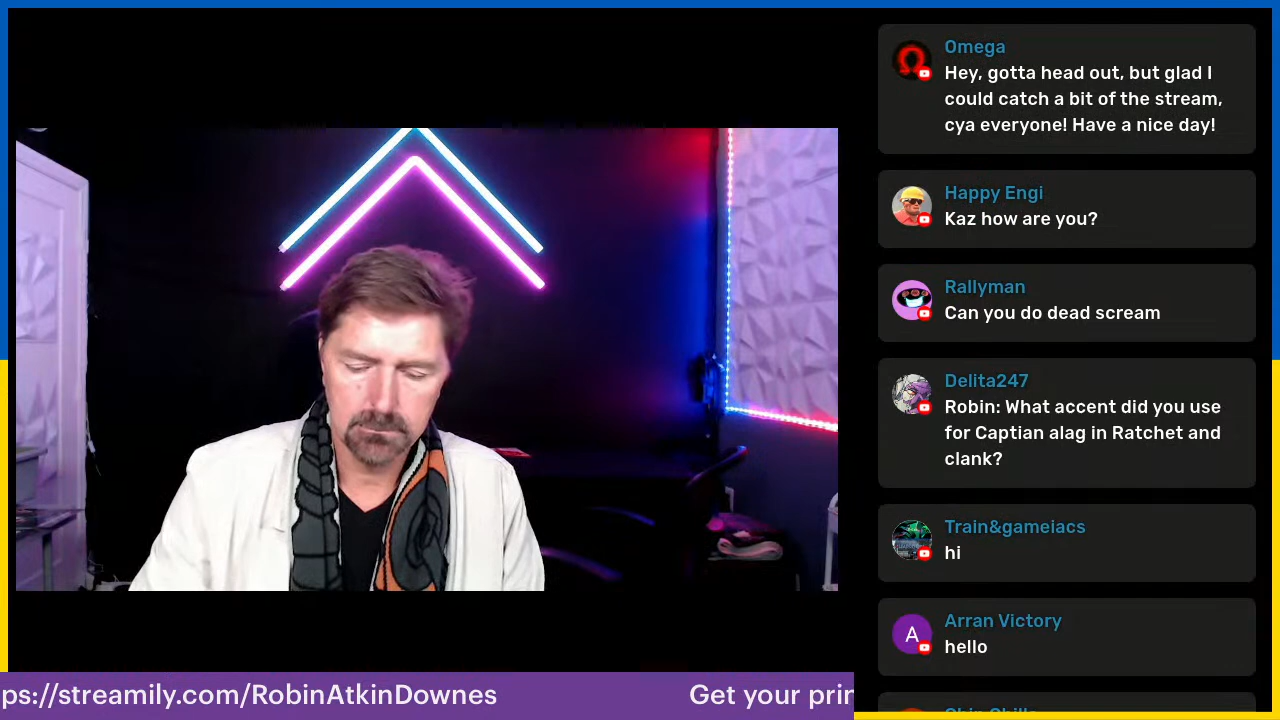 Omega
Hey, gotta head out, but glad I
could catch a bit of the stream,
cya everyone! Have a nice day!
Happy Engi
Kaz how are you?
Rallyman
Can you do dead scream
Delita247
Robin: What accent did you use
for Captian alag in Ratchet and
clank?
Train&gameiacs
hi
A
Arran Victory
hello
ps://streamily.com/RobinAtkinDownes
Get your prin